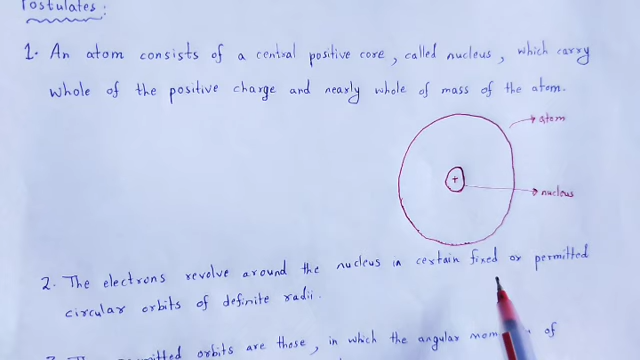 Postulates :
1. An atom consists of a central positive core, called nucleus, which carry
whole of the positive charge and nearly whole of mass of the atom.
atom
+
nucleus
2. The electrons revolve around the nucleus in certain fixed or permitted
circular orbits of definite radii.
permitted orbits are those, in which the angular of